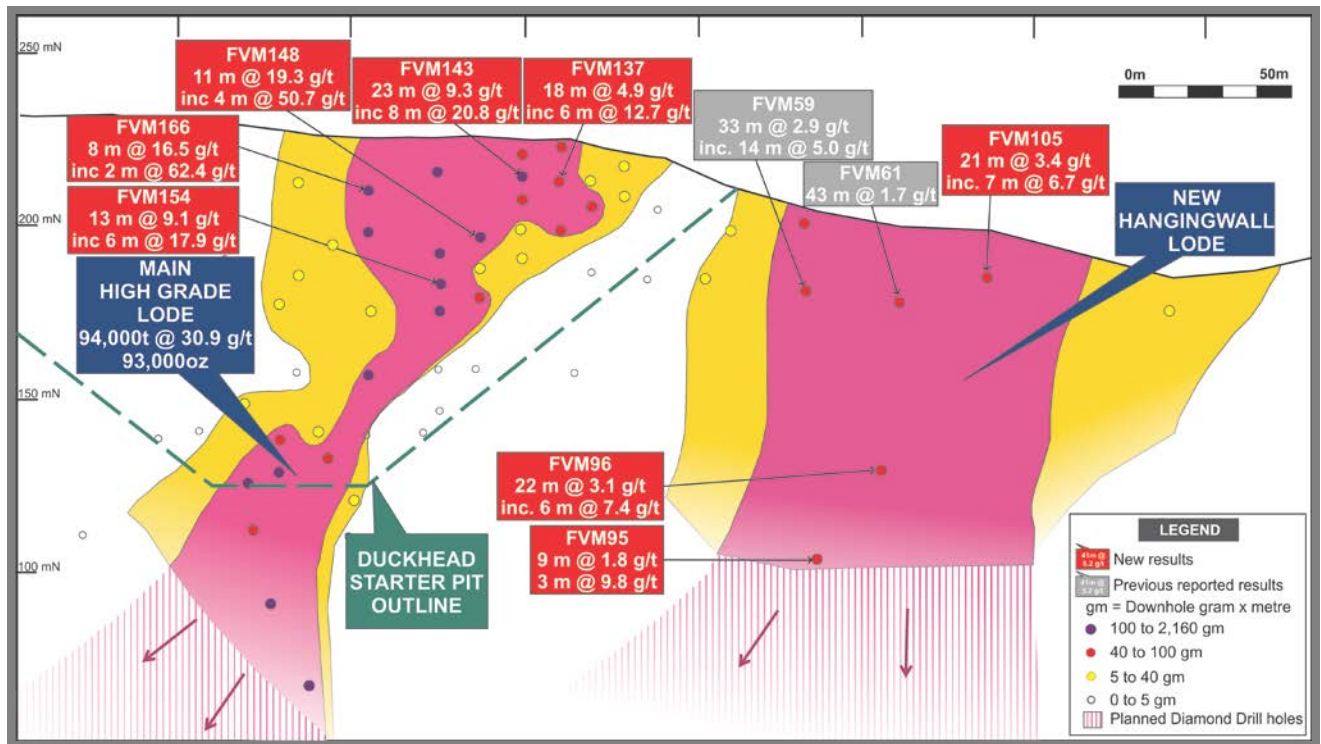 250 mN
200 mN
150 mN
100 mN
FVM148
11 m @ 19.3 g/t
inc 4 m @ 50.7 g/t
FVM143
23 m @ 9.3 g/t
inc 8 m @ 20.8 g/t
FVM137
18 m @ 4.9 g/t
inc 6 m @ 12.7 g/t
0m 50m
FVM166
8 m @ 16.5 g/t
inc 2 m @ 62.4 g/t
FVM59
33 m @ 2.9 g/t
inc. 14 m @ 5.0 g/t
FVM105
21 m @ 3.4 g/t
inc. 7 m @ 6.7 g/t
FVM61
43 m @ 1.7 g/t
FVM154
13 m @ 9.1 g/t
inc 6 m @ 17.9 g/t
NEW
HANGINGWALL
LODE
MAIN
HIGH GRADE
LODE
94,000t @ 30.9 g/t
93,000oz
FVM96
22 m @ 3.1 g/t
inc. 6 m @ 7.4 g/t
FVM95
9 m @ 1.8 g/t
3 m @ 9.8 g/t
DUCKHEAD
STARTER PIT
OUTLINE
LEGEND
41m @
5.2 g/t
New results
41m @
5.2 g/t
Previous reported results
gm = Downhole gram x metre
100 to 2,160 gm
40 to 100 gm
5 to 40 gm
0 to 5 gm
Planned Diamond Drill holes